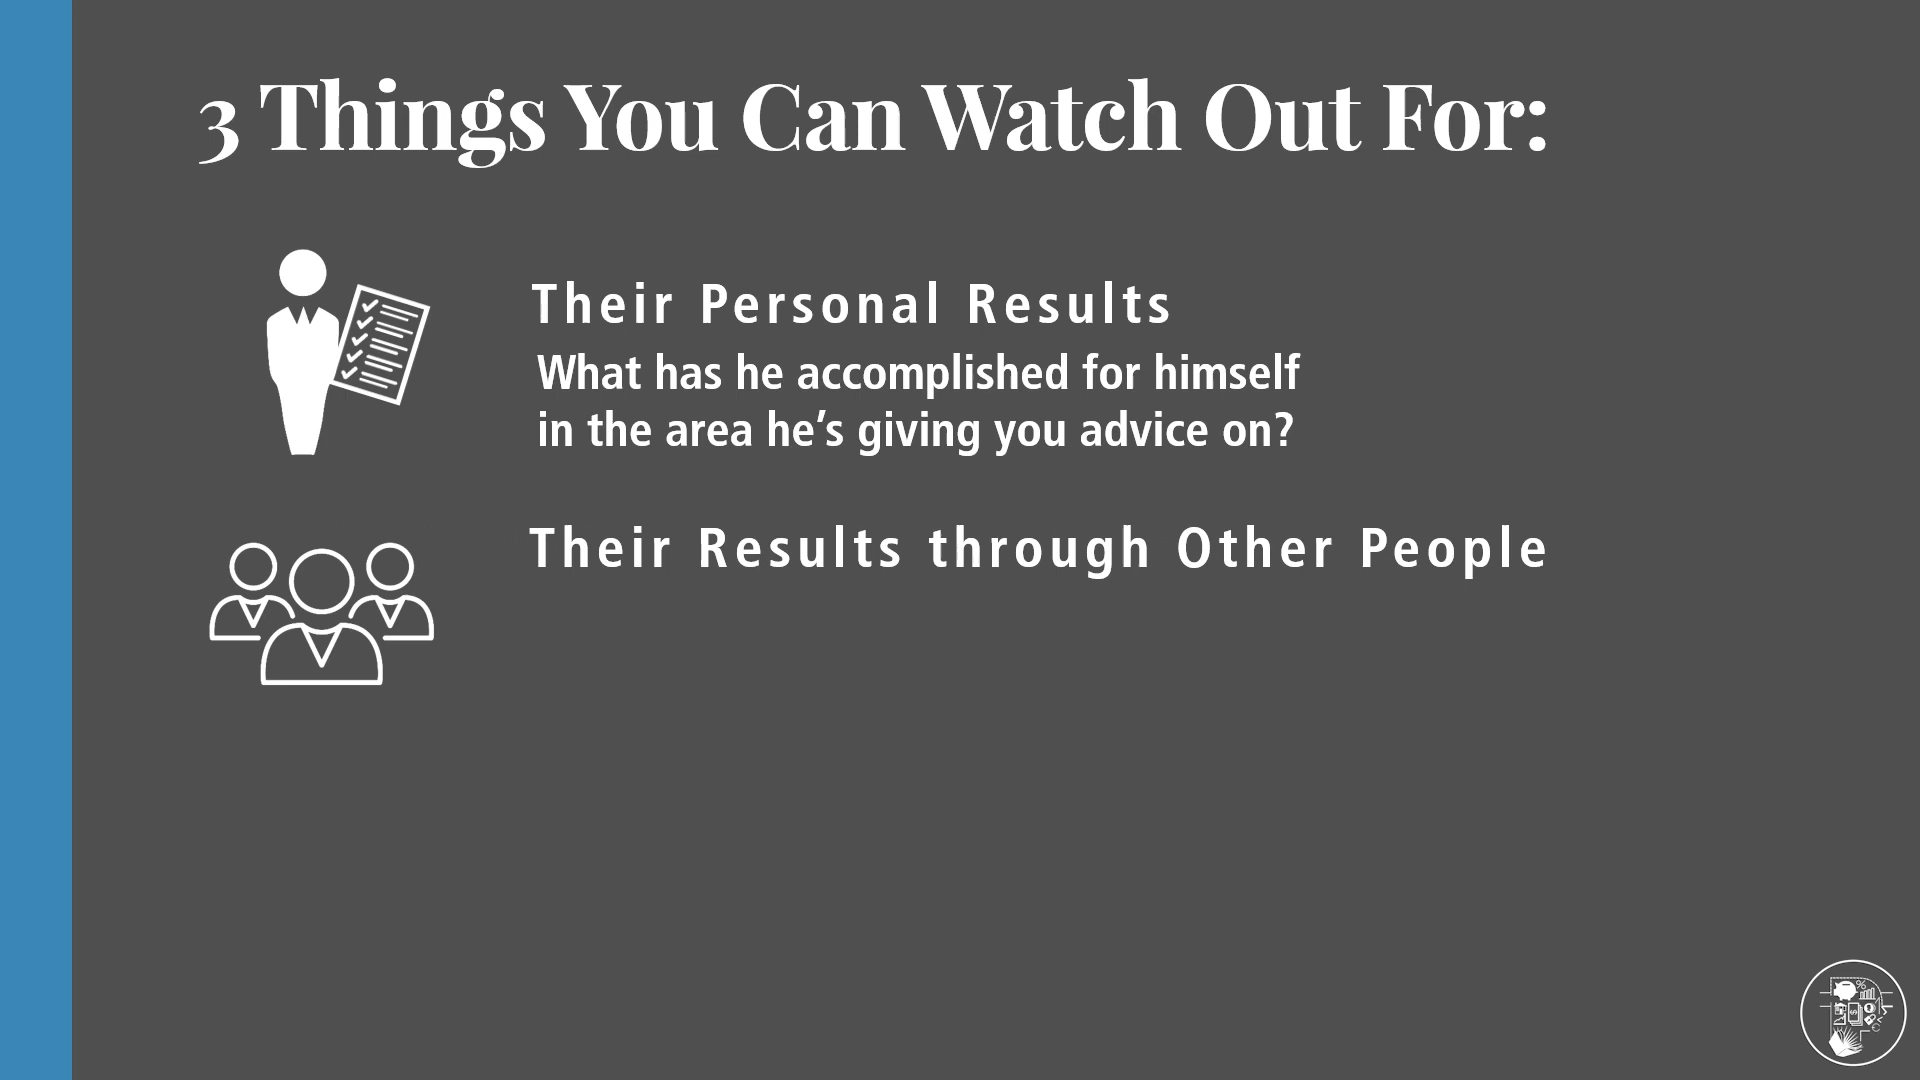 3 Things You Can Watch Out For:
Their Personal Results
What has he accomplished for himself
in the area he’s giving you advice on?
Their Results through Other People